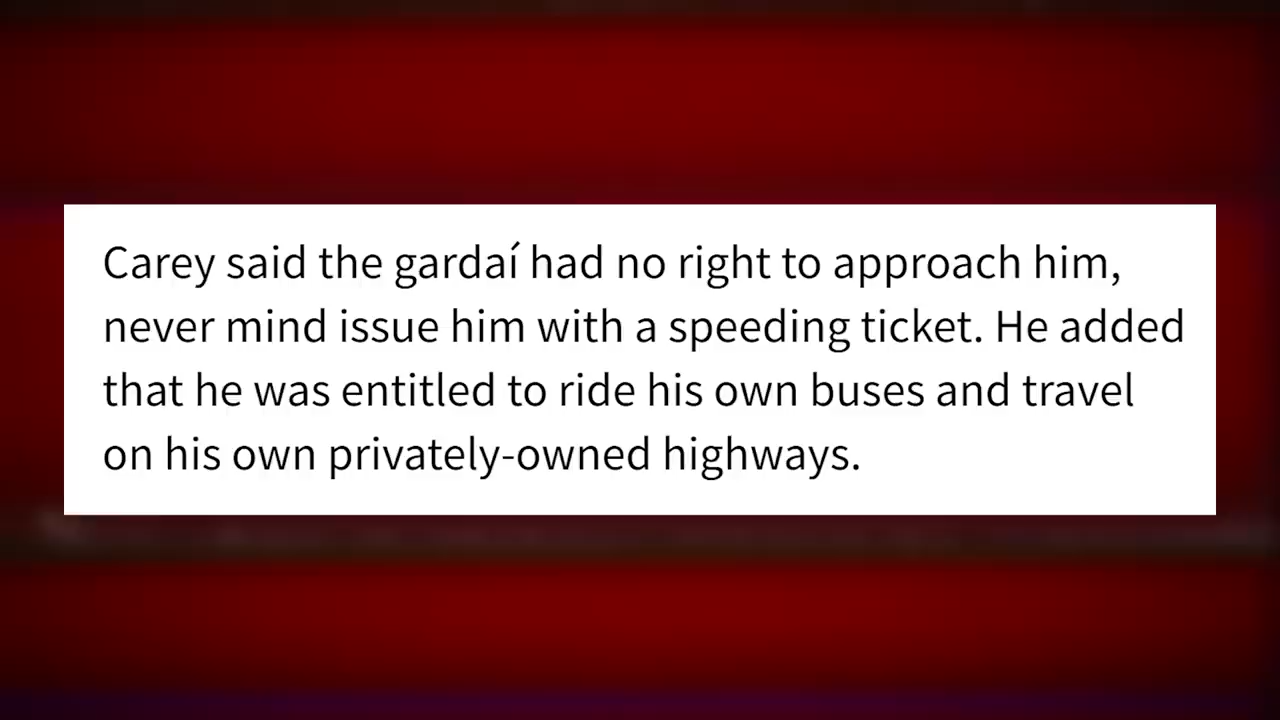 Carey said the gardaí had no right to approach him,
never mind issue him with a speeding ticket. He added
that he was entitled to ride his own buses and travel
on his own privately-owned highways.